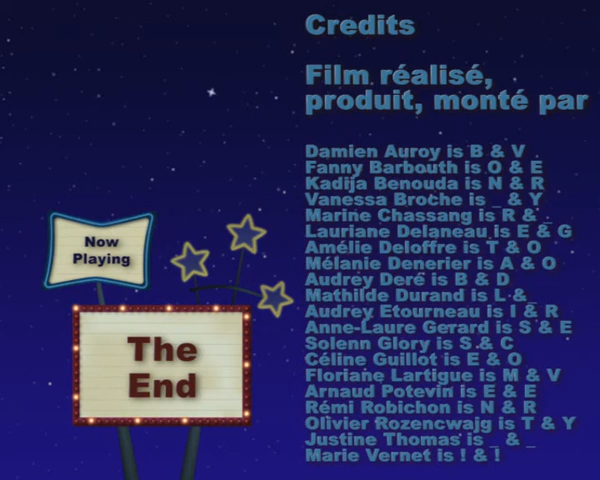 Credits
Film réalisé,
produit, monté par
Damien Auroy is B & V
Fanny Barbouth is O & E
Kadija Benouda is N & R
Vanessa Broche is _ & Y
Marine Chassang is R & _
Lauriane Delaneau is E & G
Amélie Deloffre is T & O
Mélanie Denerier is A & O
Audrey Deré is B & D
Mathilde Durand is L &_
Audrey Etourneau is I & R
Anne-Laure Gerard is S & E
Solenn Glory is S & C
Céline Guillot is E & O
Floriane Lartigue is M & V
Arnaud Potevin is E & E
Rémi Robichon is N & R
Olivier Rozencwajg is T & Y
Justine Thomas is _ & _
Marie Vernet is ! & !
Now
Playing
The
End